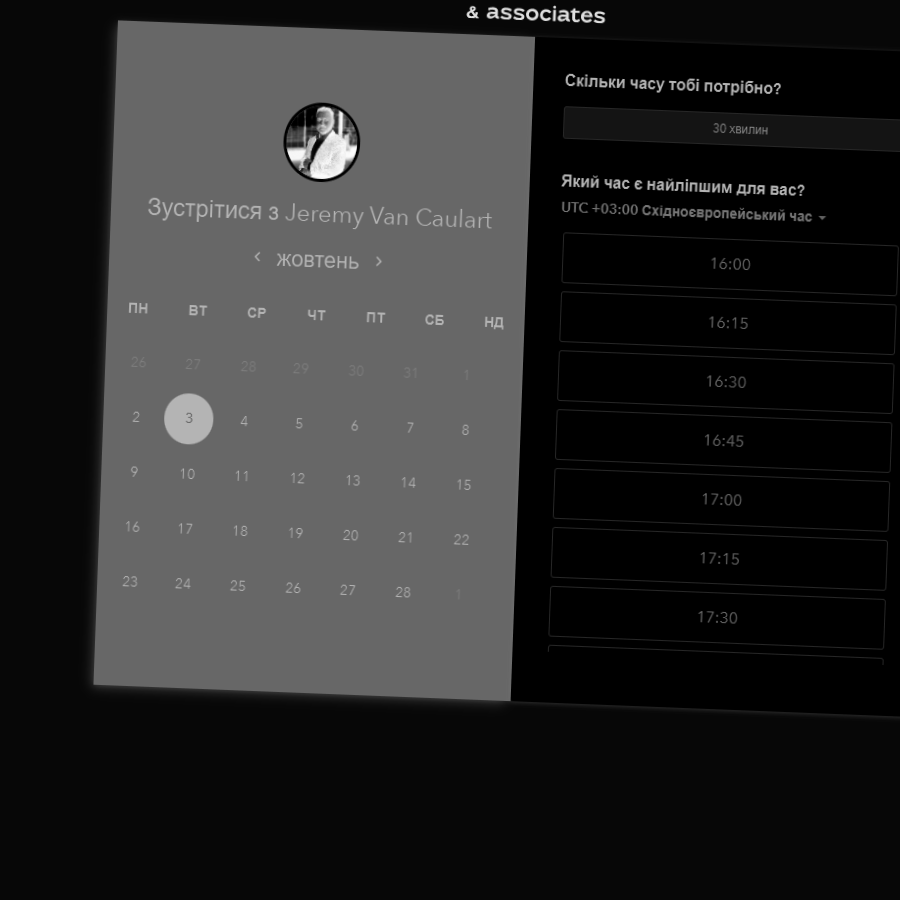 & associates
Зустрітися з Jeremy Van Caulart
‹ жовтень ›
ПН ВТ СР ЧТ ПТ СБ НД
26 27 28 29 30 31 1
2 3 4 5 6 7 8
9 10 11 12 13 14 15
16 17 18 19 20 21 22
23 24 25 26 27 28 1
Скільки часу тобі потрібно?
30 хвилин
Який час є найліпшим для вас?
UTC +03:00 Східноєвропейський час
16:00
16:15
16:30
16:45
17:00
17:15
17:30